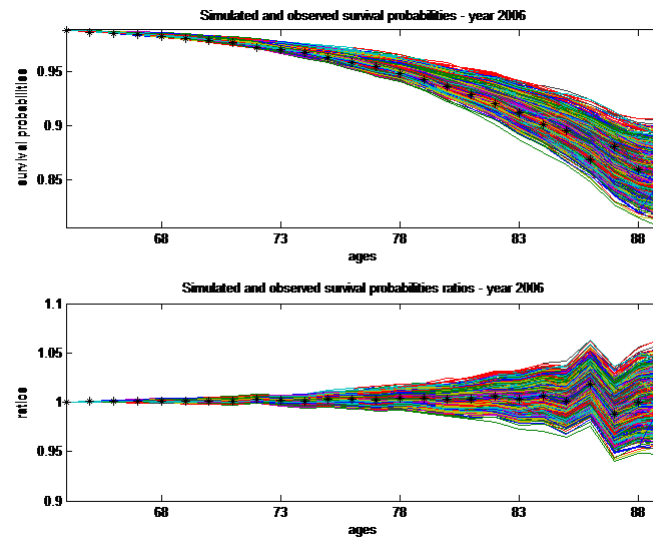 Simulated and observed survival probabilities - year 2006
survival probabilities
0.95
0.9
0.85
68 73 78 83 88
ages
Simulated and observed survival probabilities ratios - year 2006
ratios
1.1
1.05
1
0.95
0.9
68 73 78 83 88
ages